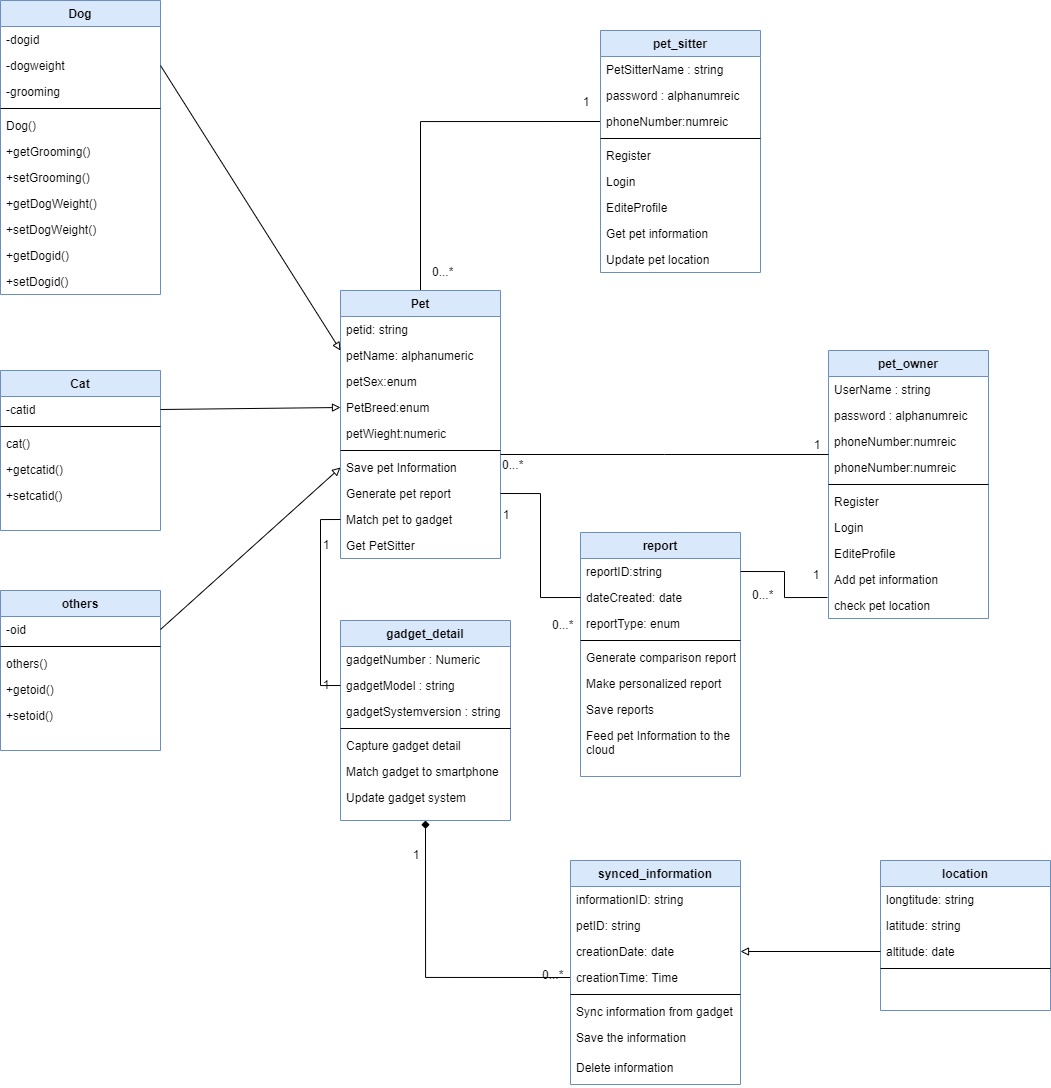 Dog
-dogid
-dogweight
-grooming
Dog()
+getGrooming()
+setGrooming()
+getDogWeight()
+setDogWeight()
+getDogid()
+setDogid()
pet_sitter
PetSitterName : string
password : alphanumreic
phoneNumber:numreic
Register
Login
EditeProfile
Get pet information
Update pet location
1
0...*
Pet
petid: string
petName: alphanumeric
petSex:enum
PetBreed:enum
petWieght:numeric
Save pet Information
Generate pet report
Match pet to gadget
Get PetSitter
Cat
-catid
cat()
+getcatid()
+setcatid()
pet_owner
UserName : string
password : alphanumreic
phoneNumber:numreic
phoneNumber:numreic
Register
Login
EditeProfile
Add pet information
check pet location
1
0...*
1
0...*
1
0...*
1
1
others
-oid
others()
+getoid()
+setoid()
report
reportID:string
dateCreated: date
reportType: enum
Generate comparison report
Make personalized report
Save reports
Feed pet Information to the
cloud
gadget_detail
gadgetNumber : Numeric
gadgetModel : string
gadgetSystemversion : string
Capture gadget detail
Match gadget to smartphone
Update gadget system
1
0...*
synced_information
informationID: string
petID: string
creationDate: date
creationTime: Time
Sync information from gadget
Save the information
Delete information
location
longtitude: string
latitude: string
altitude: date